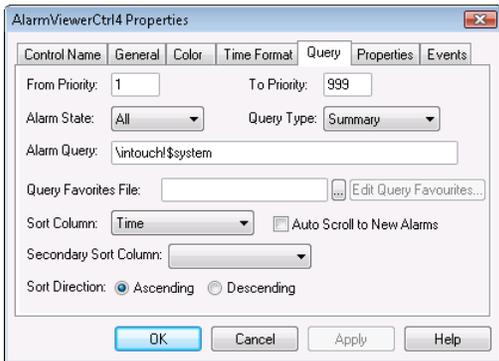 AlarmViewerCtrl4 Properties
Control Name General Color Time Format Query Properties Events
From Priority: 1 To Priority: 999
Alarm State: All Query Type: Summary
Alarm Query: \intouch!$system
Query Favorites File: ... Edit Query Favourites...
Sort Column: Time Auto Scroll to New Alarms
Secondary Sort Column:
Sort Direction: Ascending Descending
OK Cancel Apply Help